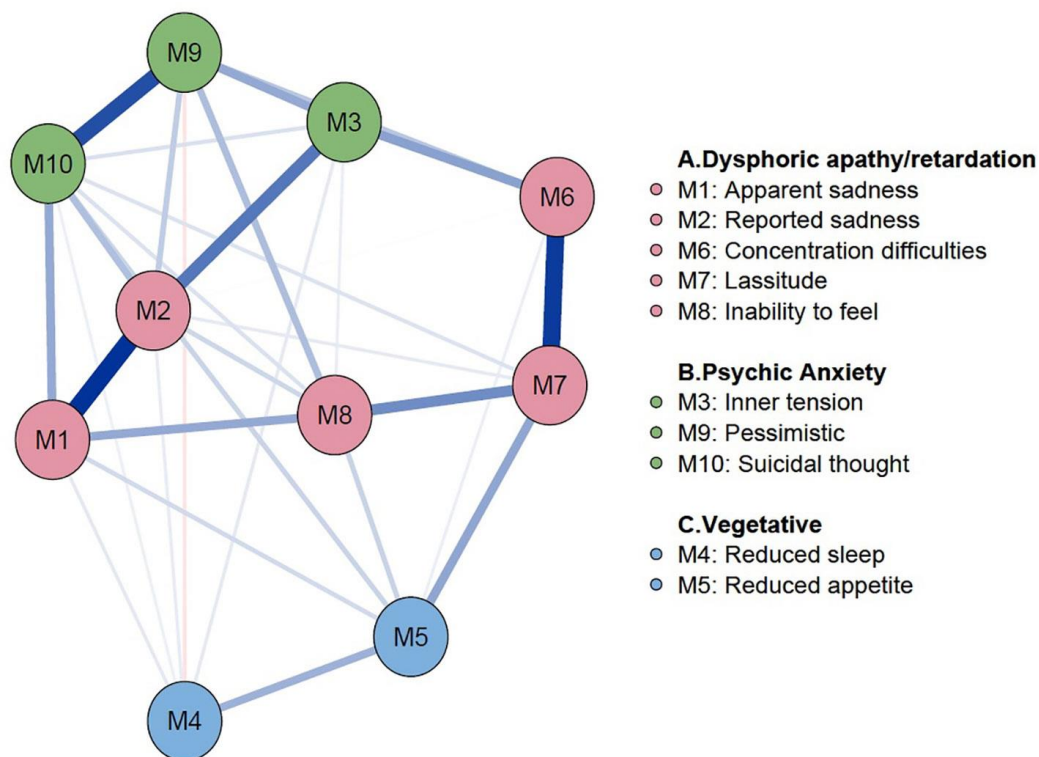 M9
M3
M10
M6
M2
M7
M8
M1
M5
M4
A.Dysphoric apathy/retardation
M1: Apparent sadness
M2: Reported sadness
M6: Concentration difficulties
M7: Lassitude
M8: Inability to feel
B.Psychic Anxiety
M3: Inner tension
M9: Pessimistic
M10: Suicidal thought
C.Vegetative
M4: Reduced sleep
M5: Reduced appetite